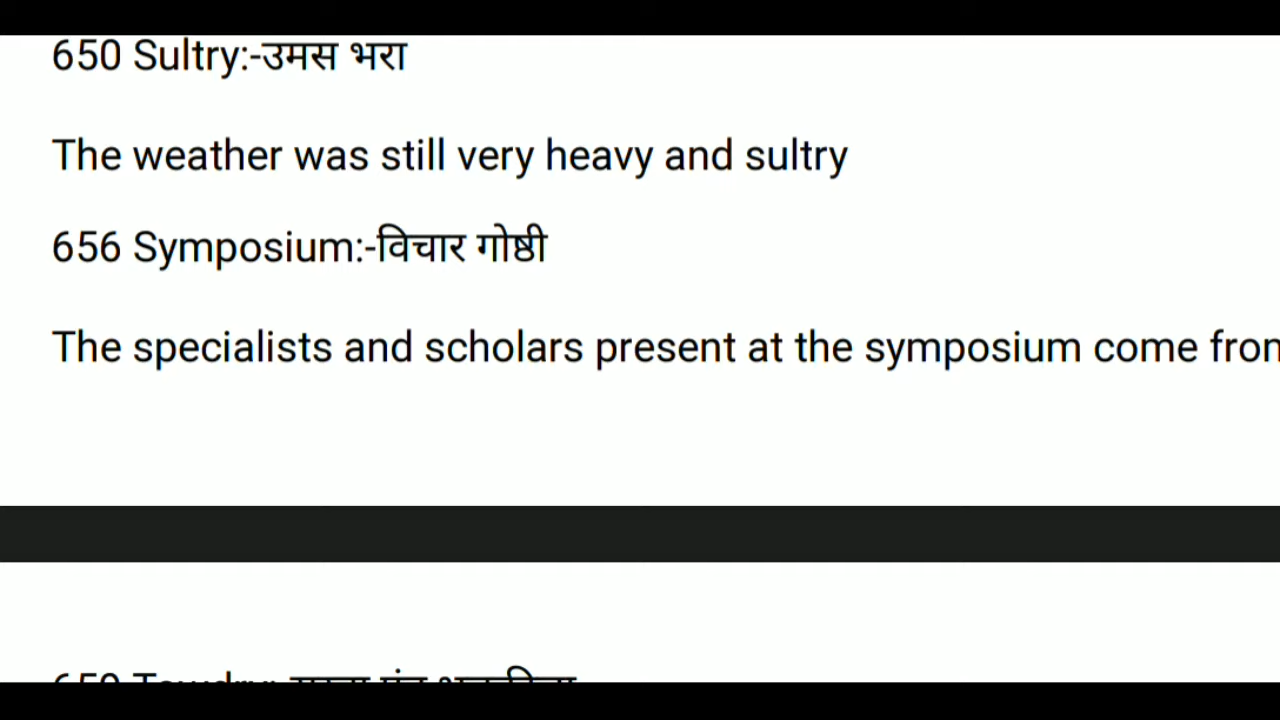 650 Sultry:-उमस भरा
The weather was still very heavy and sultry
656 Symposium:-विचार गोष्ठी
The specialists and scholars present at the symposium come from